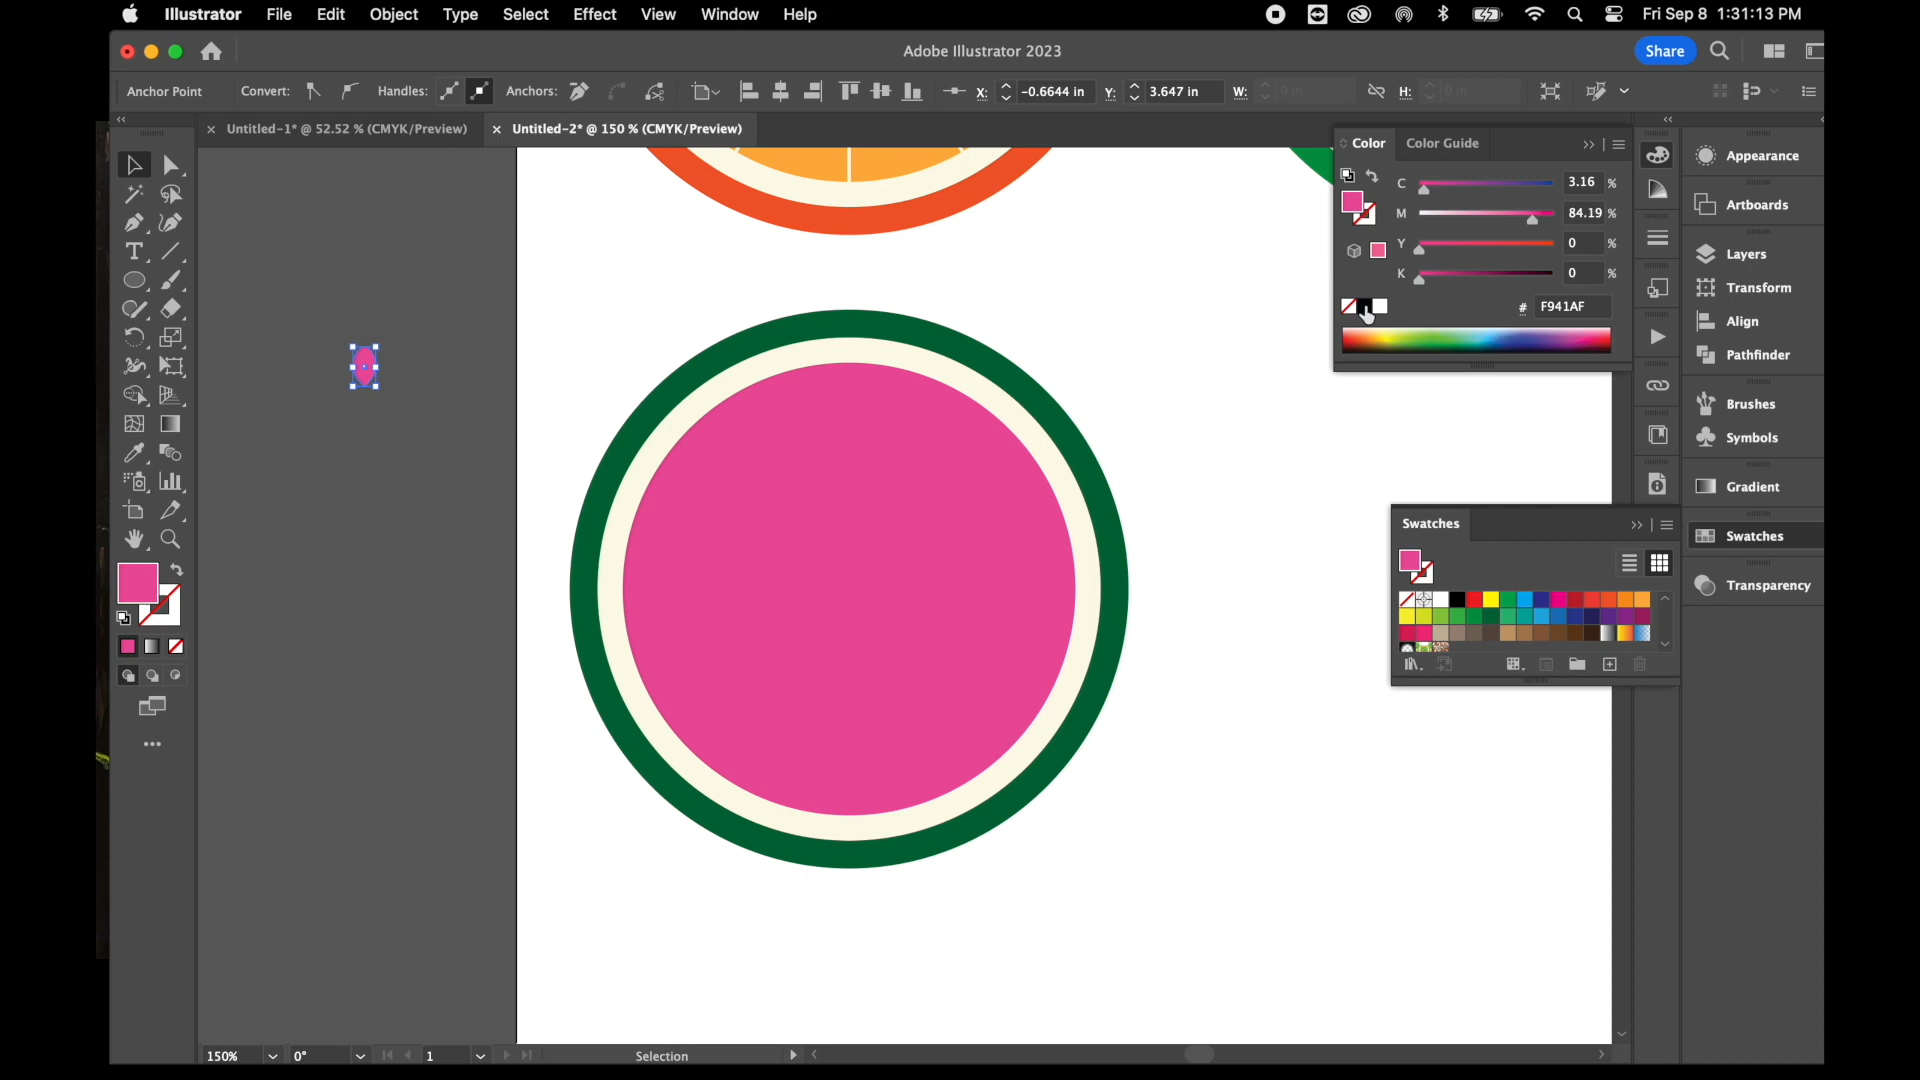 Illustrator File Edit Object Type Select Effect View Window Help Fri Sep 8 1:31:13 PM
Adobe Illustrator 2023 Share
Anchor Point Convert: Handles: Anchors: X: -0.6644 in Y: 3.647 in W: 0 in H: 0 in
× Untitled-1* @ 52.52 % (CMYK/Preview) × Untitled-2* @ 150 % (CMYK/Preview)
Color Color Guide
C 3.16 %
M 84.19 %
Y 0 %
K 0 %
# F941AF
Appearance
Artboards
Layers
Transform
Align
Pathfinder
Brushes
Symbols
Gradient
Swatches
Swatches
Transparency
150% 0° 1 Selection